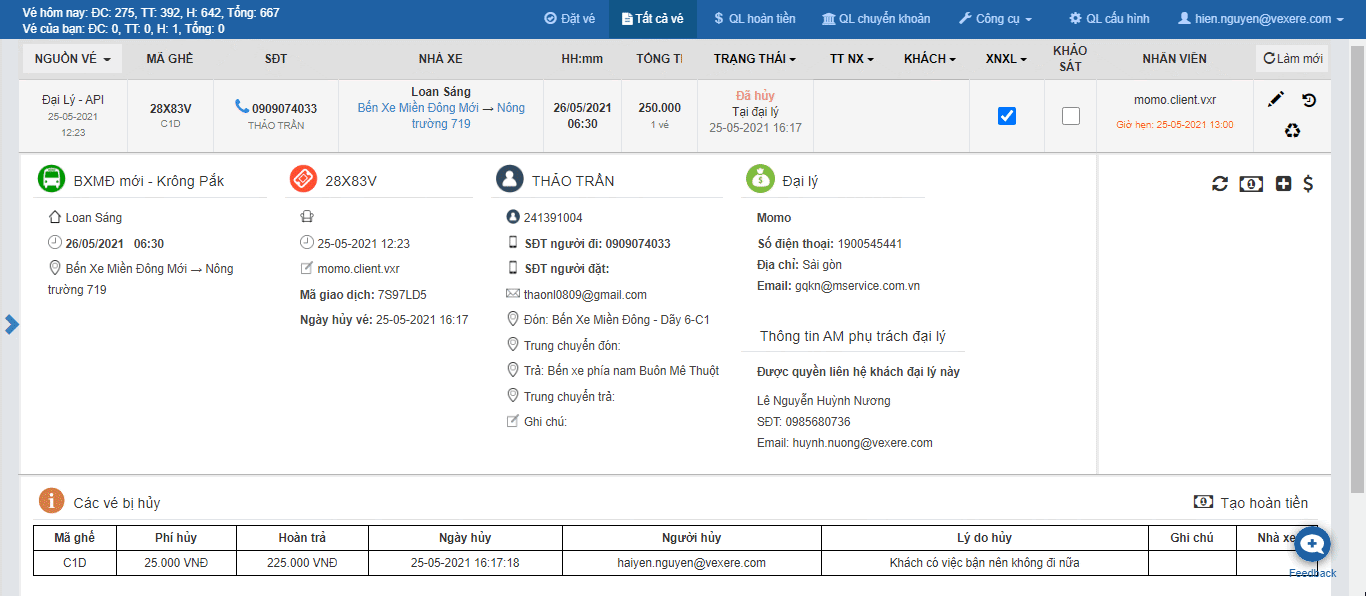 Vé hôm nay: ĐC: 275, TT: 392, H: 642, Tổng: 667
Vé của bạn: ĐC: 0, TT: 0, H: 1, Tổng: 0
Đặt vé Tất cả vé $ QL hoàn tiền QL chuyển khoản Công cụ QL cấu hình hien.nguyen@vexere.com
NGUỒN VÉ MÃ GHẾ SĐT NHÀ XE HH:mm TỔNG TI TRẠNG THÁI TT NX KHÁCH XNXL KHẢO SÁT NHÂN VIÊN Làm mới
Đại Lý - API
25-05-2021
12:23
28X83V
C1D
0909074033
THẢO TRẦN
Loan Sáng
Bến Xe Miền Đông Mới → Nông
trường 719
26/05/2021
06:30
250.000
1 vé
Đã hủy
Tại đại lý
25-05-2021 16:17
momo.client.vxr
Giờ hẹn: 25-05-2021 13:00
BXMĐ mới - Krông Pắk
Loan Sáng
26/05/2021 06:30
Bến Xe Miền Đông Mới → Nông
trường 719
28X83V
25-05-2021 12:23
momo.client.vxr
Mã giao dịch: 7S97LD5
Ngày hủy vé: 25-05-2021 16:17
THẢO TRẦN
241391004
SĐT người đi: 0909074033
SĐT người đặt:
thaonl0809@gmail.com
Đón: Bến Xe Miền Đông - Dãy 6-C1
Trung chuyển đón:
Trả: Bến xe phía nam Buôn Mê Thuột
Trung chuyển trả:
Ghi chú:
Đại lý
Momo
Số điện thoại: 1900545441
Địa chỉ: Sài gòn
Email: gqkn@mservice.com.vn
Thông tin AM phụ trách đại lý
Được quyền liên hệ khách đại lý này
Lê Nguyễn Huỳnh Nương
SĐT: 0985680736
Email: huynh.nuong@vexere.com
Các vé bị hủy
Tạo hoàn tiền
Mã ghế Phí hủy Hoàn trả Ngày hủy Người hủy Lý do hủy Ghi chú Nhà xe
C1D 25.000 VNĐ 225.000 VNĐ 25-05-2021 16:17:18 haiyen.nguyen@vexere.com Khách có việc bận nên không đi nữa
Feedback